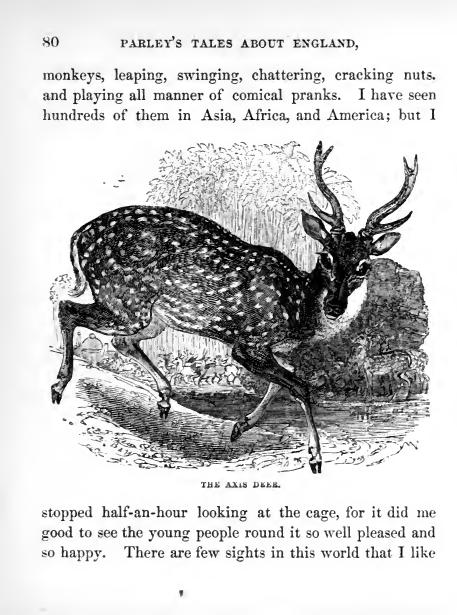 80 PARLEY'S TALES ABOUT ENGLAND,
monkeys, leaping, swinging, chattering, cracking nuts.
and playing all manner of comical pranks. I have seen
hundreds of them in Asia, Africa, and America; but I
THE AXIS DEER.
stopped half-an-hour looking at the cage, for it did me
good to see the young people round it so well pleased and
so happy. There are few sights in this world that I like